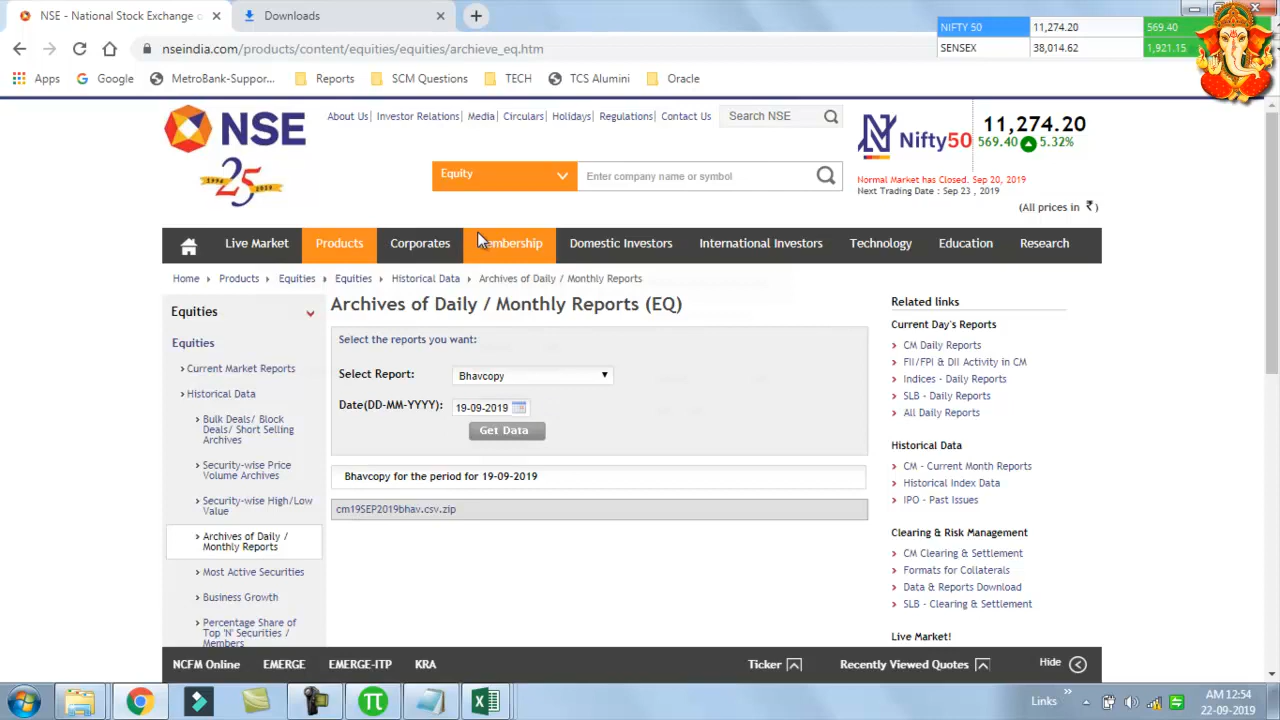 NSE - National Stock Exchange o
Downloads
nseindia.com/products/content/equities/equities/archieve_eq.htm
NIFTY 50 11,274.20 569.40
SENSEX 38,014.62 1,921.15
Apps Google MetroBank-Suppor... Reports SCM Questions TECH TCS Alumini Oracle
NSE
1994 25 2019
About Us| Investor Relations| Media| Circulars| Holidays| Regulations| Contact Us
Search NSE
Nifty50
11,274.20
569.40 5.32%
Equity
Enter company name or symbol
Normal Market has Closed. Sep 20, 2019
Next Trading Date : Sep 23 , 2019
(All prices in ₹ )
Live Market Products Corporates Membership Domestic Investors International Investors Technology Education Research
Home Products Equities Equities Historical Data Archives of Daily / Monthly Reports
Equities
Equities
Current Market Reports
Historical Data
Bulk Deals/ Block
Deals/ Short Selling
Archives
Security-wise Price
Volume Archives
Security-wise High/Low
Value
Archives of Daily /
Monthly Reports
Most Active Securities
Business Growth
Percentage Share of
Top 'N' Securities /
Members
Archives of Daily / Monthly Reports (EQ)
Select the reports you want:
Select Report: Bhavcopy
Date(DD-MM-YYYY): 19-09-2019
Get Data
Bhavcopy for the period for 19-09-2019
cm19SEP2019bhav.csv.zip
Related links
Current Day's Reports
CM Daily Reports
FII/FPI & DII Activity in CM
Indices - Daily Reports
SLB - Daily Reports
All Daily Reports
Historical Data
CM - Current Month Reports
Historical Index Data
IPO - Past Issues
Clearing & Risk Management
CM Clearing & Settlement
Formats for Collaterals
Data & Reports Download
SLB - Clearing & Settlement
Live Market!
NCFM Online EMERGE EMERGE-ITP KRA Ticker Recently Viewed Quotes Hide
Links
AM 12:54
22-09-2019